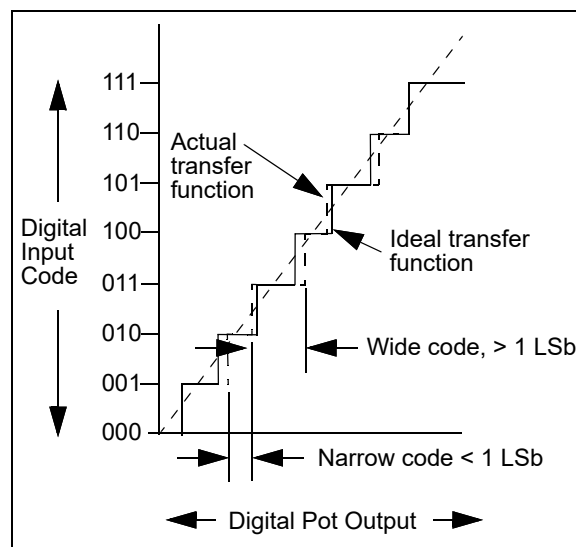 111
110
Actual
transfer
function
101
Digital
Input
Code
100
Ideal transfer
function
011
Wide code, > 1 LSb
010
001
000
Narrow code < 1 LSb
Digital Pot Output